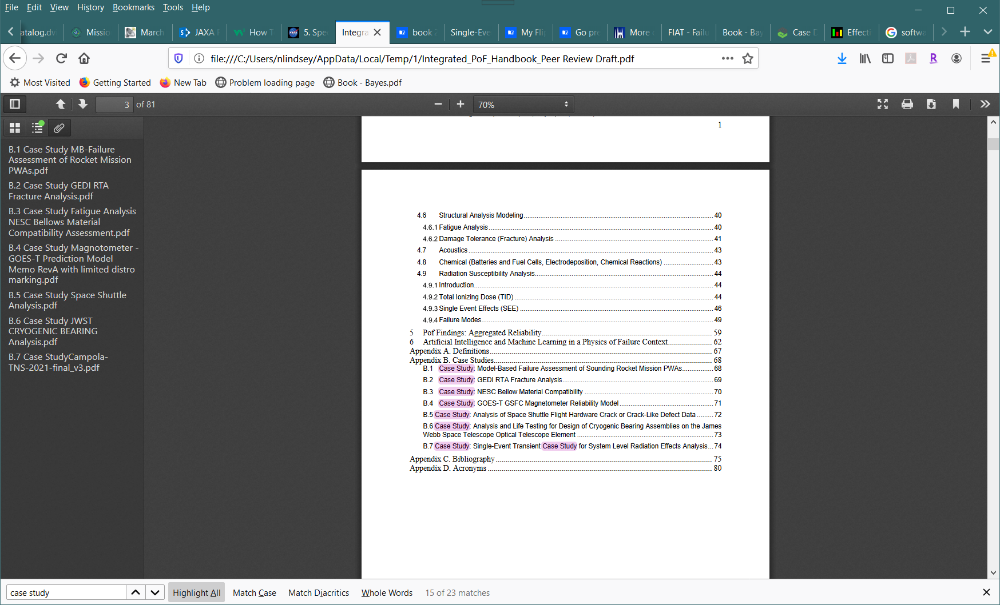 File Edit View History Bookmarks Tools Help
atalog.dv Missio March JAXA F How T 5. Spe Integra book 2 Single-Eve My Fli Go pre More FIAT - Failu Book - Bay Case D Effecti softwa
file:///C:/Users/nlindsey/AppData/Local/Temp/1/Integrated_PoF_Handbook_Peer Review Draft.pdf
Most Visited Getting Started New Tab Problem loading page Book - Bayes.pdf
3 of 81 70%
B.1 Case Study MB-Failure
Assessment of Rocket Mission
PWAs.pdf
B.2 Case Study GEDI RTA
Fracture Analysis.pdf
B.3 Case Study Fatigue Analysis
NESC Bellows Material
Compatibility Assessment.pdf
B.4 Case Study Magnotometer -
GOES-T Prediction Model
Memo RevA with limited distro
marking.pdf
B.5 Case Study Space Shuttle
Analysis.pdf
B.6 Case Study JWST
CRYOGENIC BEARING
Analysis.pdf
B.7 Case StudyCampola-
TNS-2021-final_v3.pdf
1
4.6 Structural Analysis Modeling 40
4.6.1 Fatigue Analysis 40
4.6.2 Damage Tolerance (Fracture) Analysis 41
4.7 Acoustics 43
4.8 Chemical (Batteries and Fuel Cells, Electrodeposition, Chemical Reactions) 43
4.9 Radiation Susceptibility Analysis 44
4.9.1 Introduction 44
4.9.2 Total Ionizing Dose (TID) 44
4.9.3 Single Event Effects (SEE) 46
4.9.4 Failure Modes 49
5 Pof Findings: Aggregated Reliability 59
6 Artificial Intelligence and Machine Learning in a Physics of Failure Context 62
Appendix A. Definitions 67
Appendix B. Case Studies 68
B.1 Case Study: Model-Based Failure Assessment of Sounding Rocket Mission PWAs 68
B.2 Case Study: GEDI RTA Fracture Analysis 69
B.3 Case Study: NESC Bellow Material Compatibility 70
B.4 Case Study: GOES-T GSFC Magnetometer Reliability Model 71
B.5 Case Study: Analysis of Space Shuttle Flight Hardware Crack or Crack-Like Defect Data 72
B.6 Case Study: Analysis and Life Testing for Design of Cryogenic Bearing Assemblies on the James
Webb Space Telescope Optical Telescope Element 73
B.7 Case Study: Single-Event Transient Case Study for System Level Radiation Effects Analysis 74
Appendix C. Bibliography 75
Appendix D. Acronyms 80
case study Highlight All Match Case Match Diacritics Whole Words 15 of 23 matches